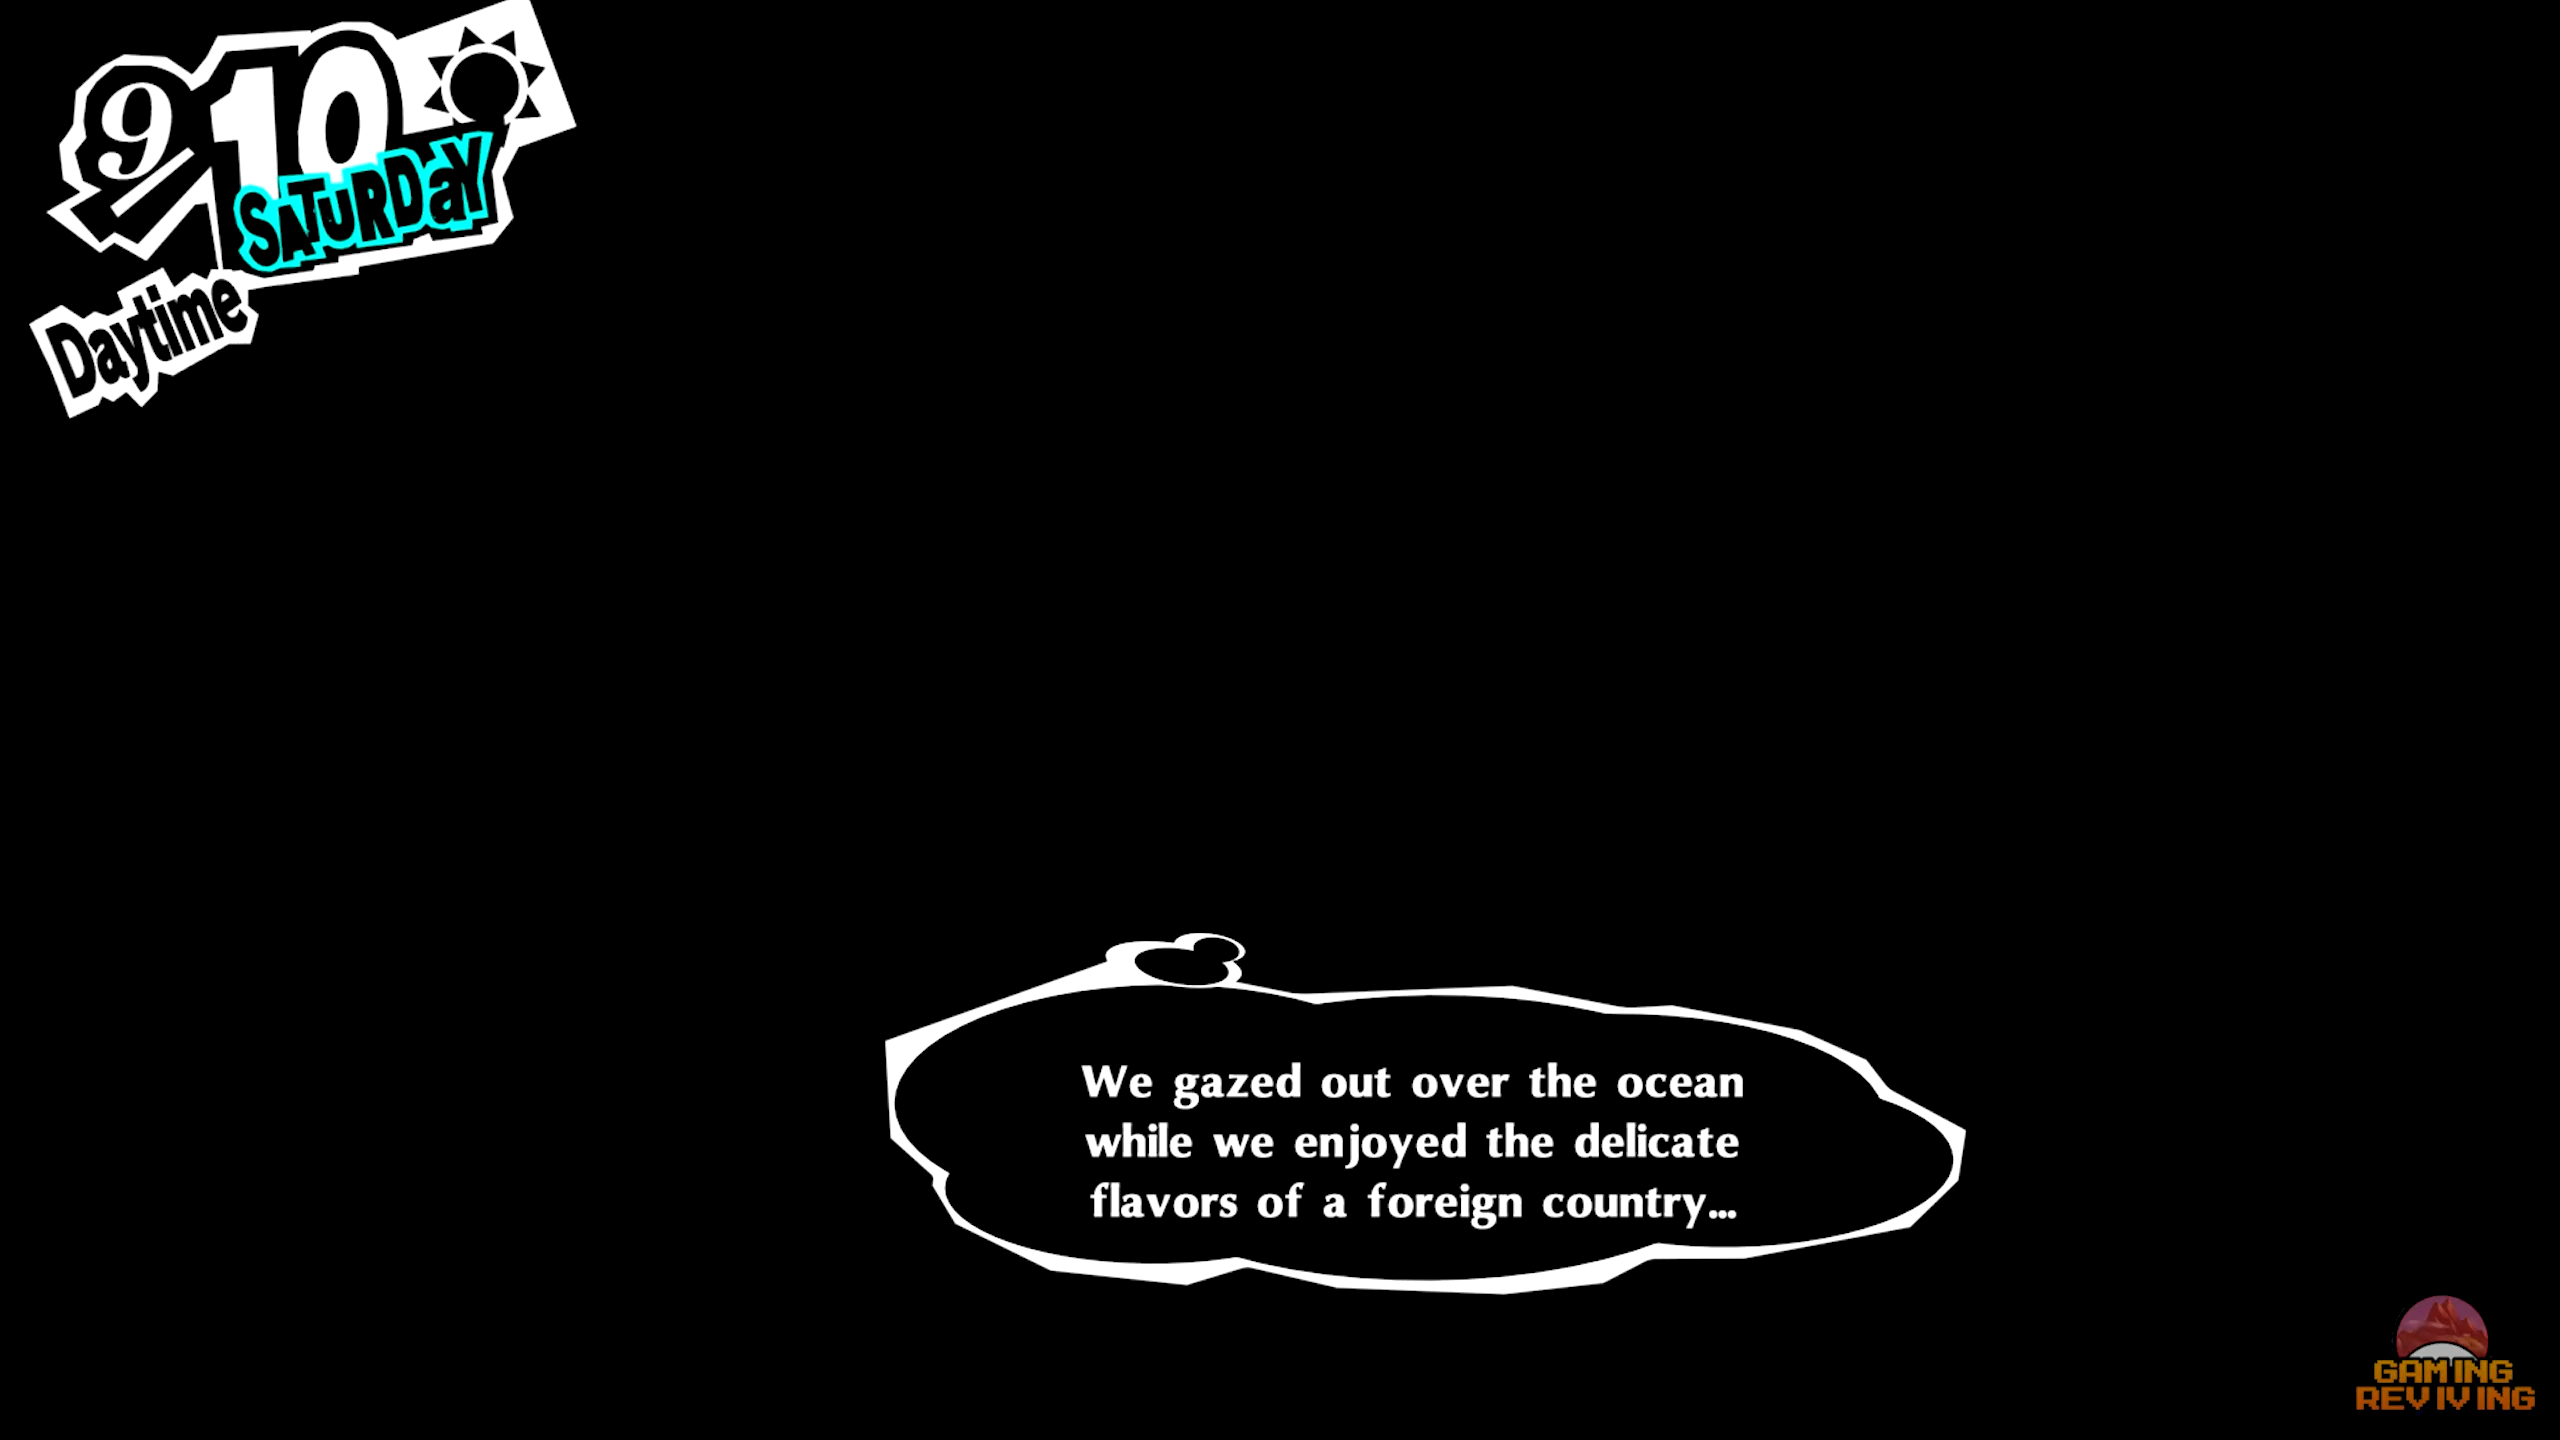 9/10
SATURDaY
Daytime
We gazed out over the ocean
while we enjoyed the delicate
flavors of a foreign country...
GAMING
REVIVING